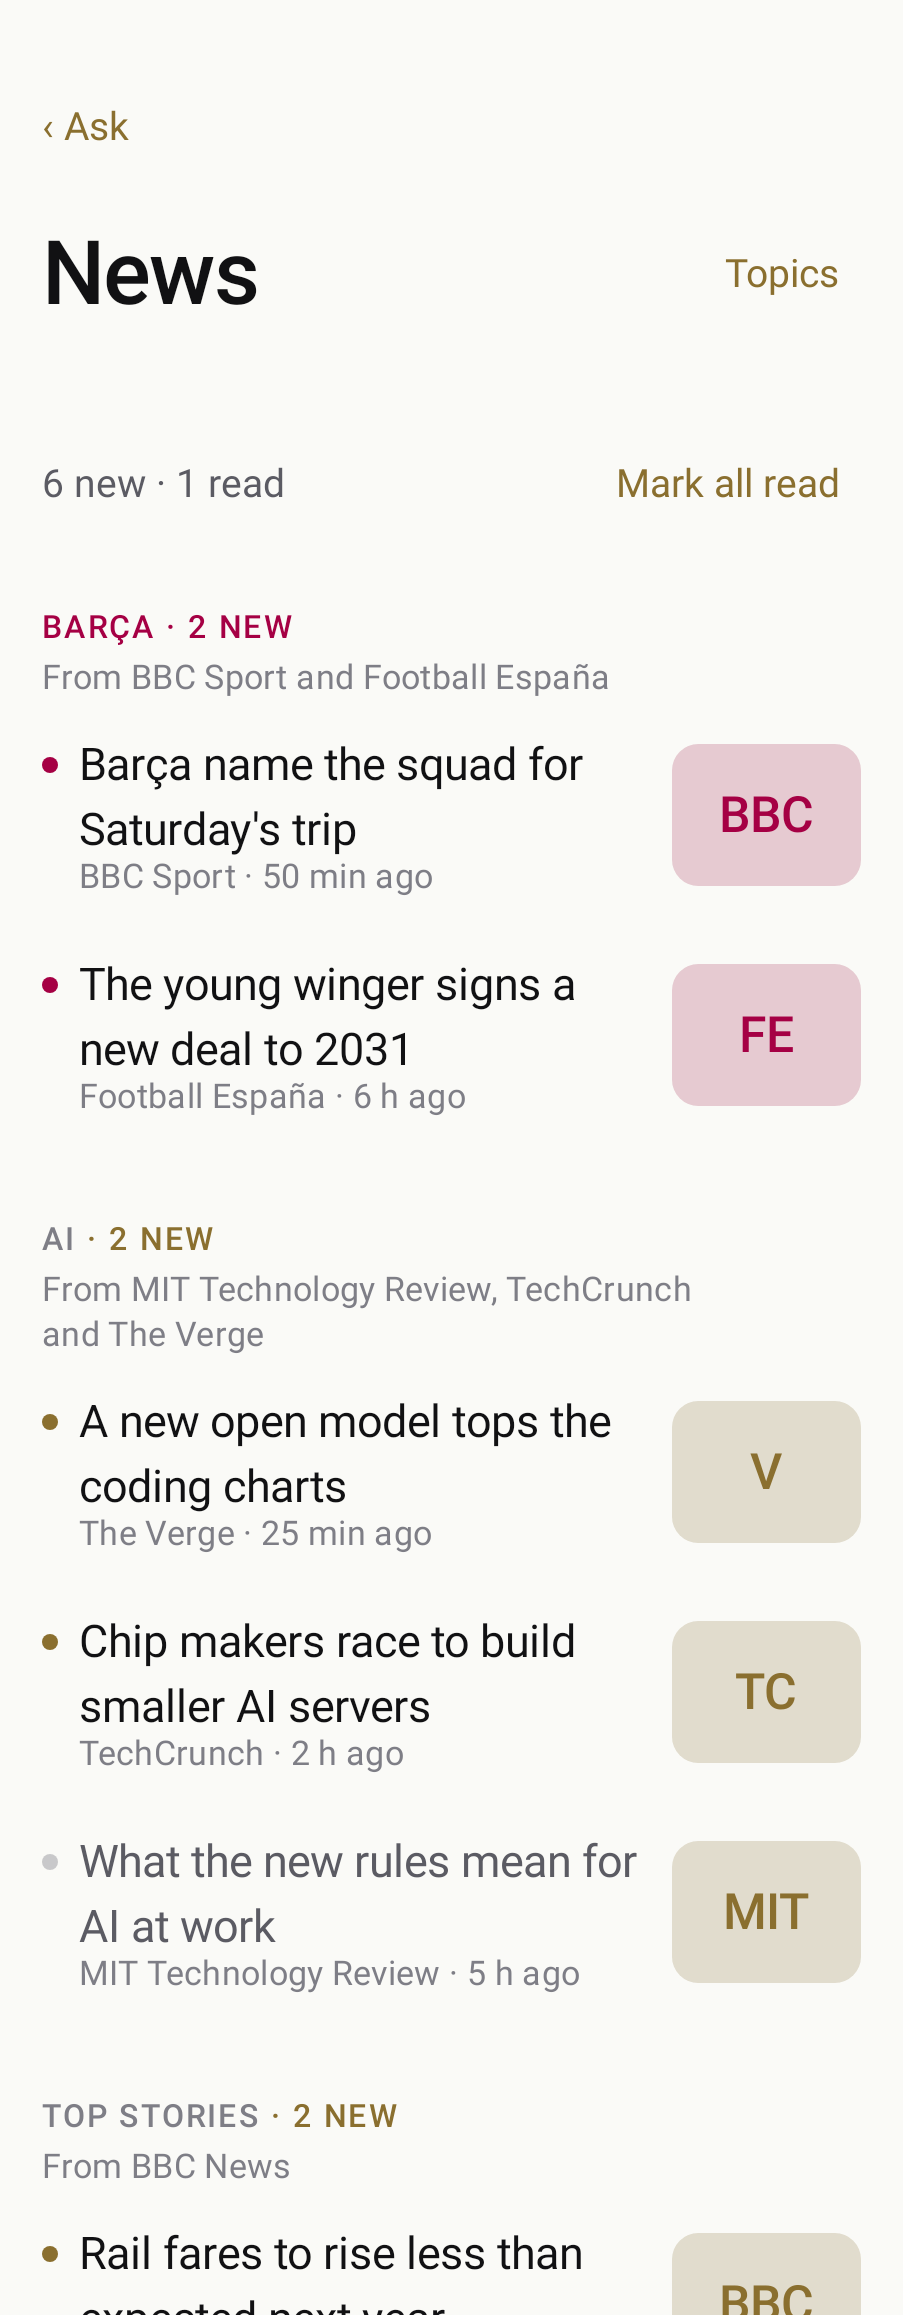 ‹ Ask
News
Topics
6 new · 1 read
Mark all read
BARÇA · 2 NEW
From BBC Sport and Football España
Barça name the squad for
Saturday's trip
BBC Sport · 50 min ago
BBC
The young winger signs a
new deal to 2031
Football España · 6 h ago
FE
AI · 2 NEW
From MIT Technology Review, TechCrunch
and The Verge
A new open model tops the
coding charts
The Verge · 25 min ago
V
Chip makers race to build
smaller AI servers
TechCrunch · 2 h ago
TC
What the new rules mean for
AI at work
MIT Technology Review · 5 h ago
MIT
TOP STORIES · 2 NEW
From BBC News
Rail fares to rise less than
expected next year
BBC